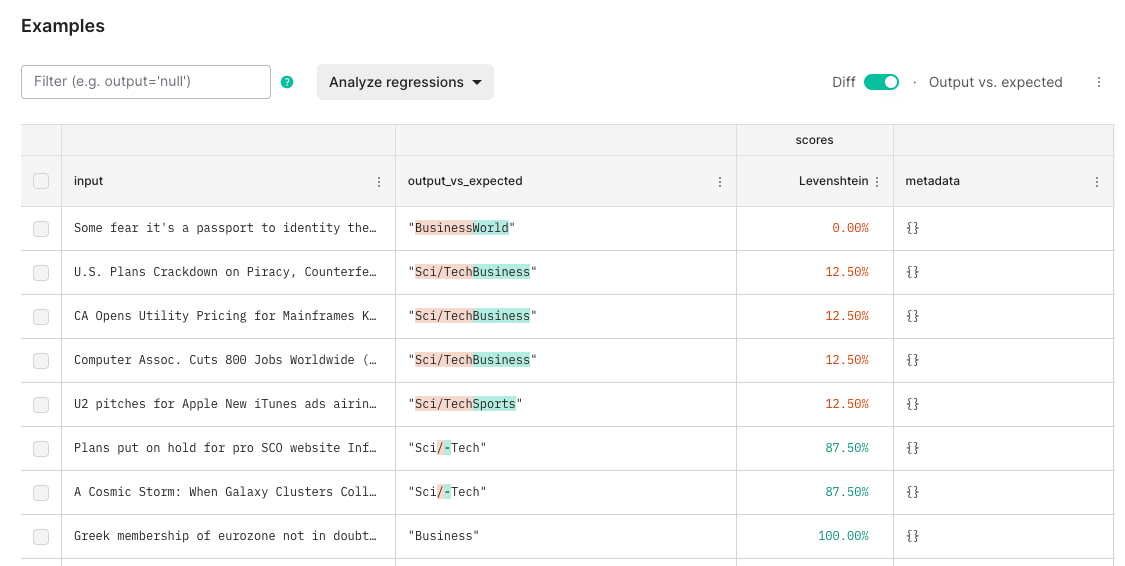 Examples
Filter (e.g. output='null') ? Analyze regressions Diff · Output vs. expected
scores
input output_vs_expected Levenshtein metadata
Some fear it's a passport to identity the… "BusinessWorld" 0.00% {}
U.S. Plans Crackdown on Piracy, Counterfe… "Sci/TechBusiness" 12.50% {}
CA Opens Utility Pricing for Mainframes K… "Sci/TechBusiness" 12.50% {}
Computer Assoc. Cuts 800 Jobs Worldwide (… "Sci/TechBusiness" 12.50% {}
U2 pitches for Apple New iTunes ads airin… "Sci/TechSports" 12.50% {}
Plans put on hold for pro SCO website Inf… "Sci/-Tech" 87.50% {}
A Cosmic Storm: When Galaxy Clusters Coll… "Sci/-Tech" 87.50% {}
Greek membership of eurozone not in doubt… "Business" 100.00% {}